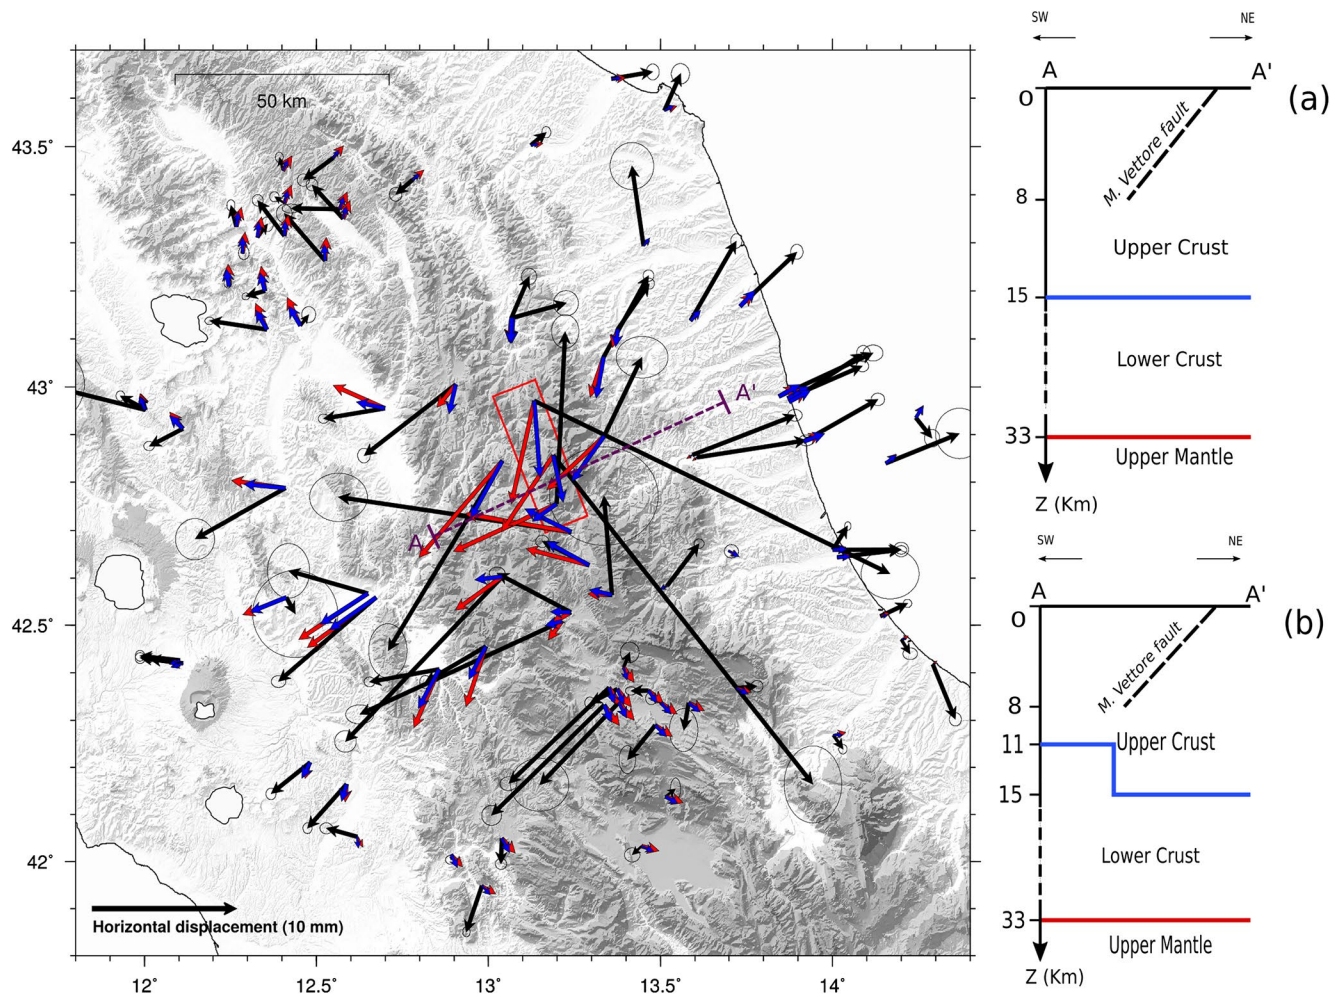 50 km
43.5°
43°
42.5°
42°
12°
12.5°
13°
13.5°
14°
A
A'
Horizontal displacement (10 mm)
SW
NE
A
A'
(a)
0
M. Vettore fault
8
Upper Crust
15
Lower Crust
33
Upper Mantle
Z (Km)
SW
NE
A
A'
0
(b)
M. Vettore fault
8
11
Upper Crust
15
Lower Crust
33
Upper Mantle
Z (Km)